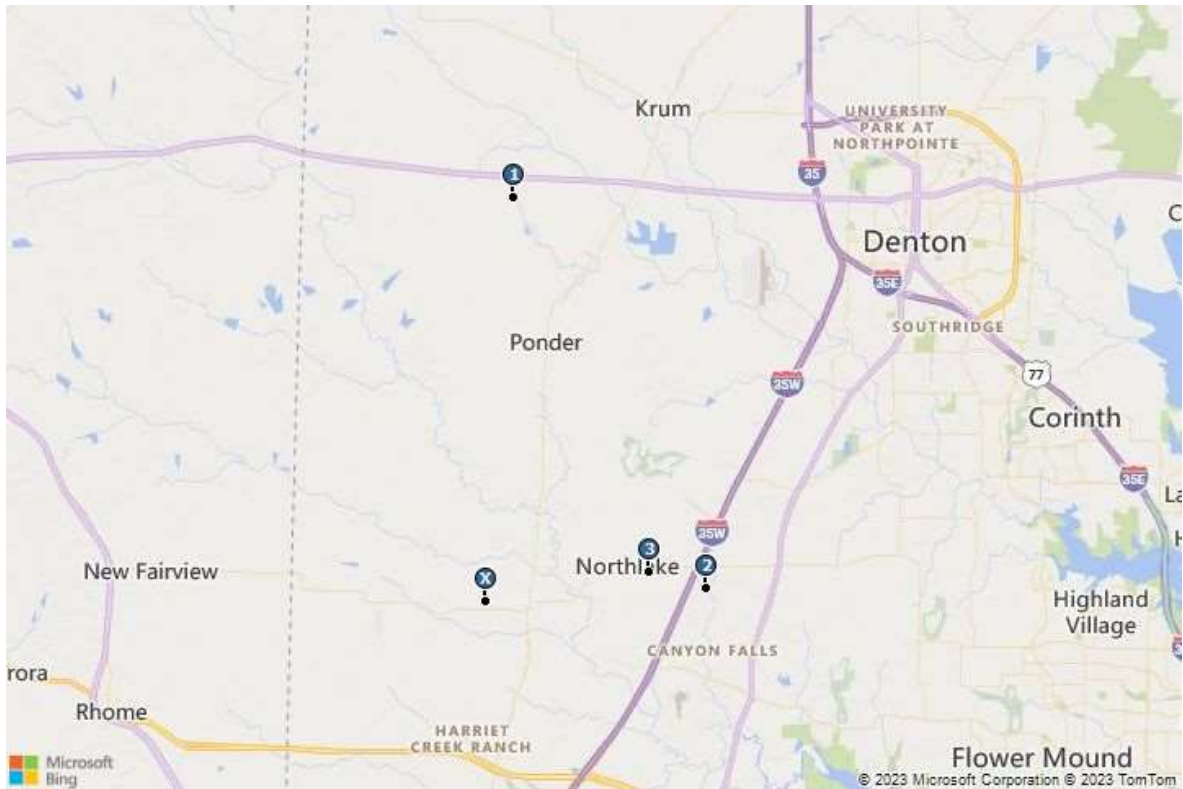 Krum
UNIVERSITY
PARK AT
NORTHPOINTE
1
35
C
Denton
35E
Ponder
SOUTHRIDGE
77
35W
Corinth
35E
La
35W
H
3
Northlake
2
New Fairview
X
Highland
Village
CANYON FALLS
3
rora
Rhome
HARRIET
CREEK RANCH
Flower Mound
Microsoft
Bing
© 2023 Microsoft Corporation © 2023 TomTom